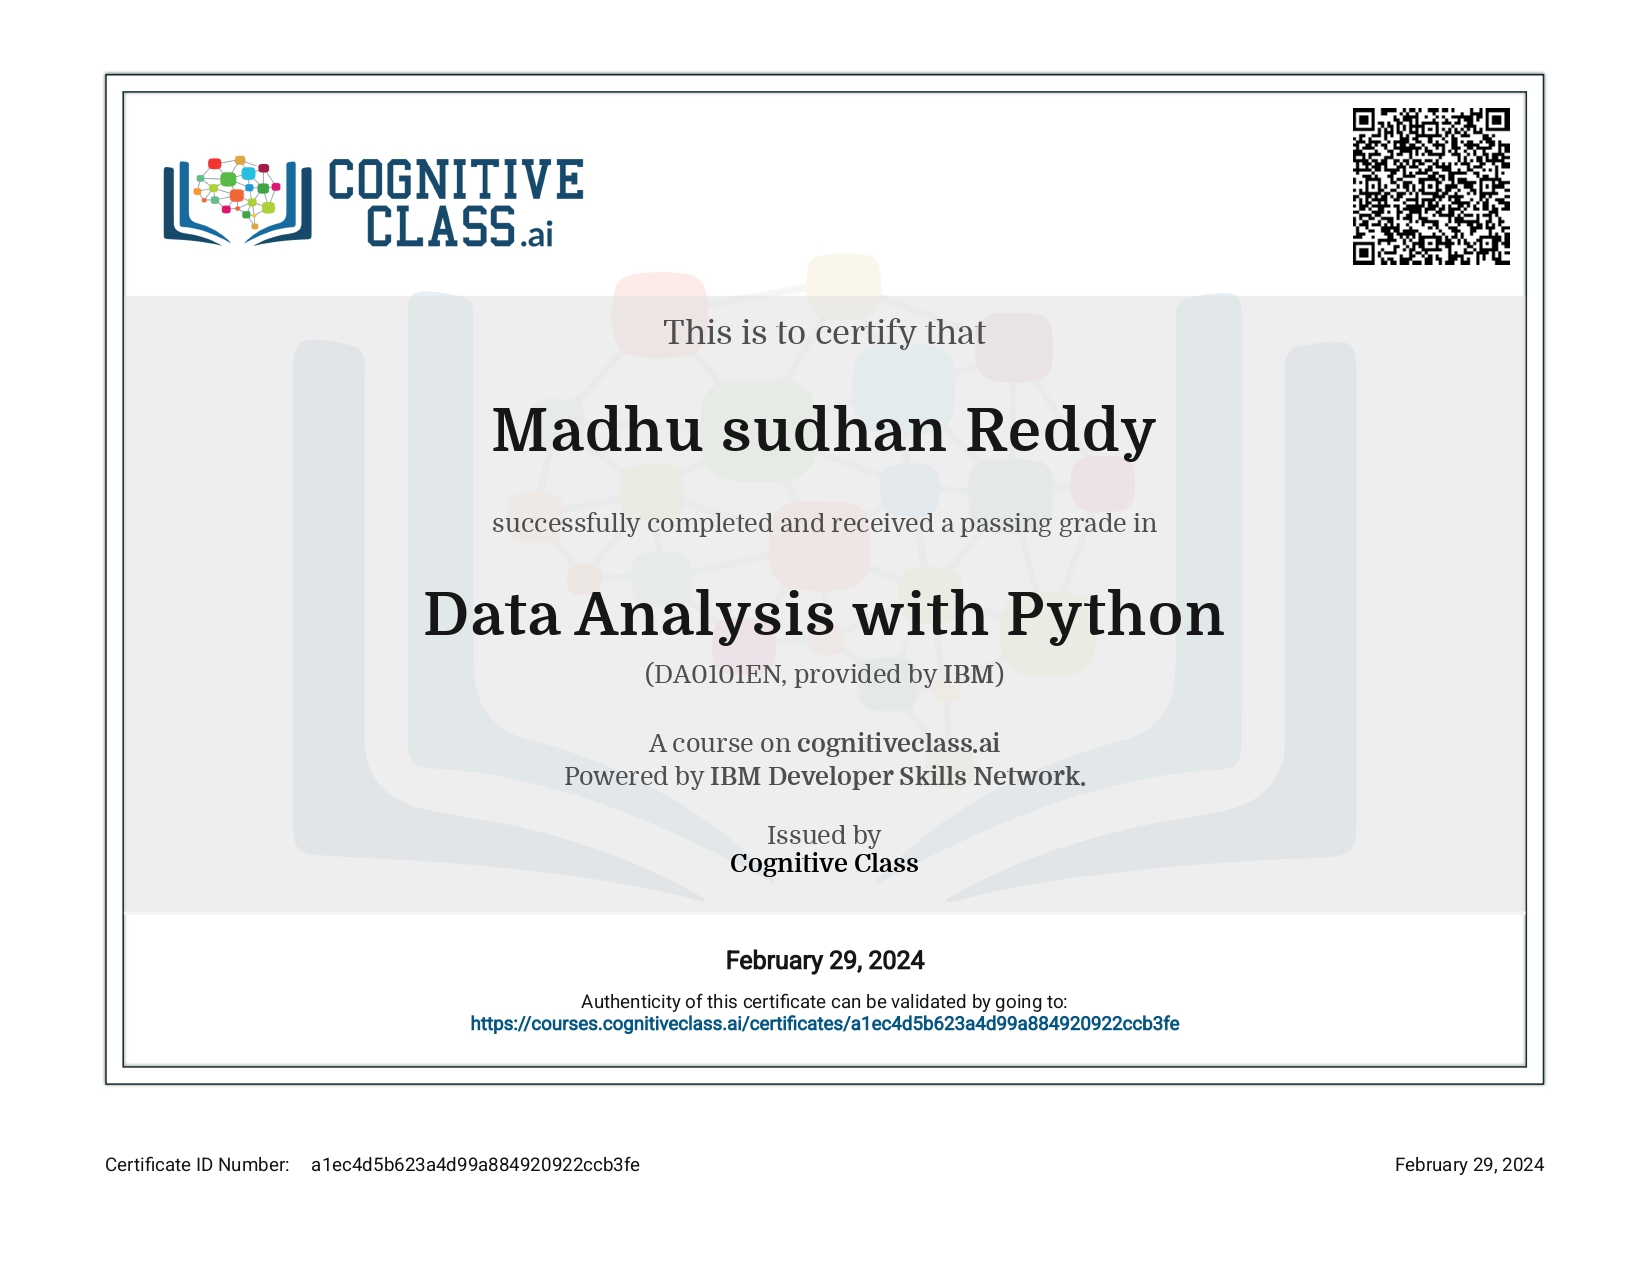 COGNITIVE
CLASS.ai
This is to certify that
Madhu sudhan Reddy
successfully completed and received a passing grade in
Data Analysis with Python
(DA0101EN, provided by IBM)
A course on cognitiveclass.ai
Powered by IBM Developer Skills Network.
Issued by
Cognitive Class
February 29, 2024
Authenticity of this certificate can be validated by going to:
https://courses.cognitiveclass.ai/certificates/a1ec4d5b623a4d99a884920922ccb3fe
Certificate ID Number: a1ec4d5b623a4d99a884920922ccb3fe
February 29, 2024